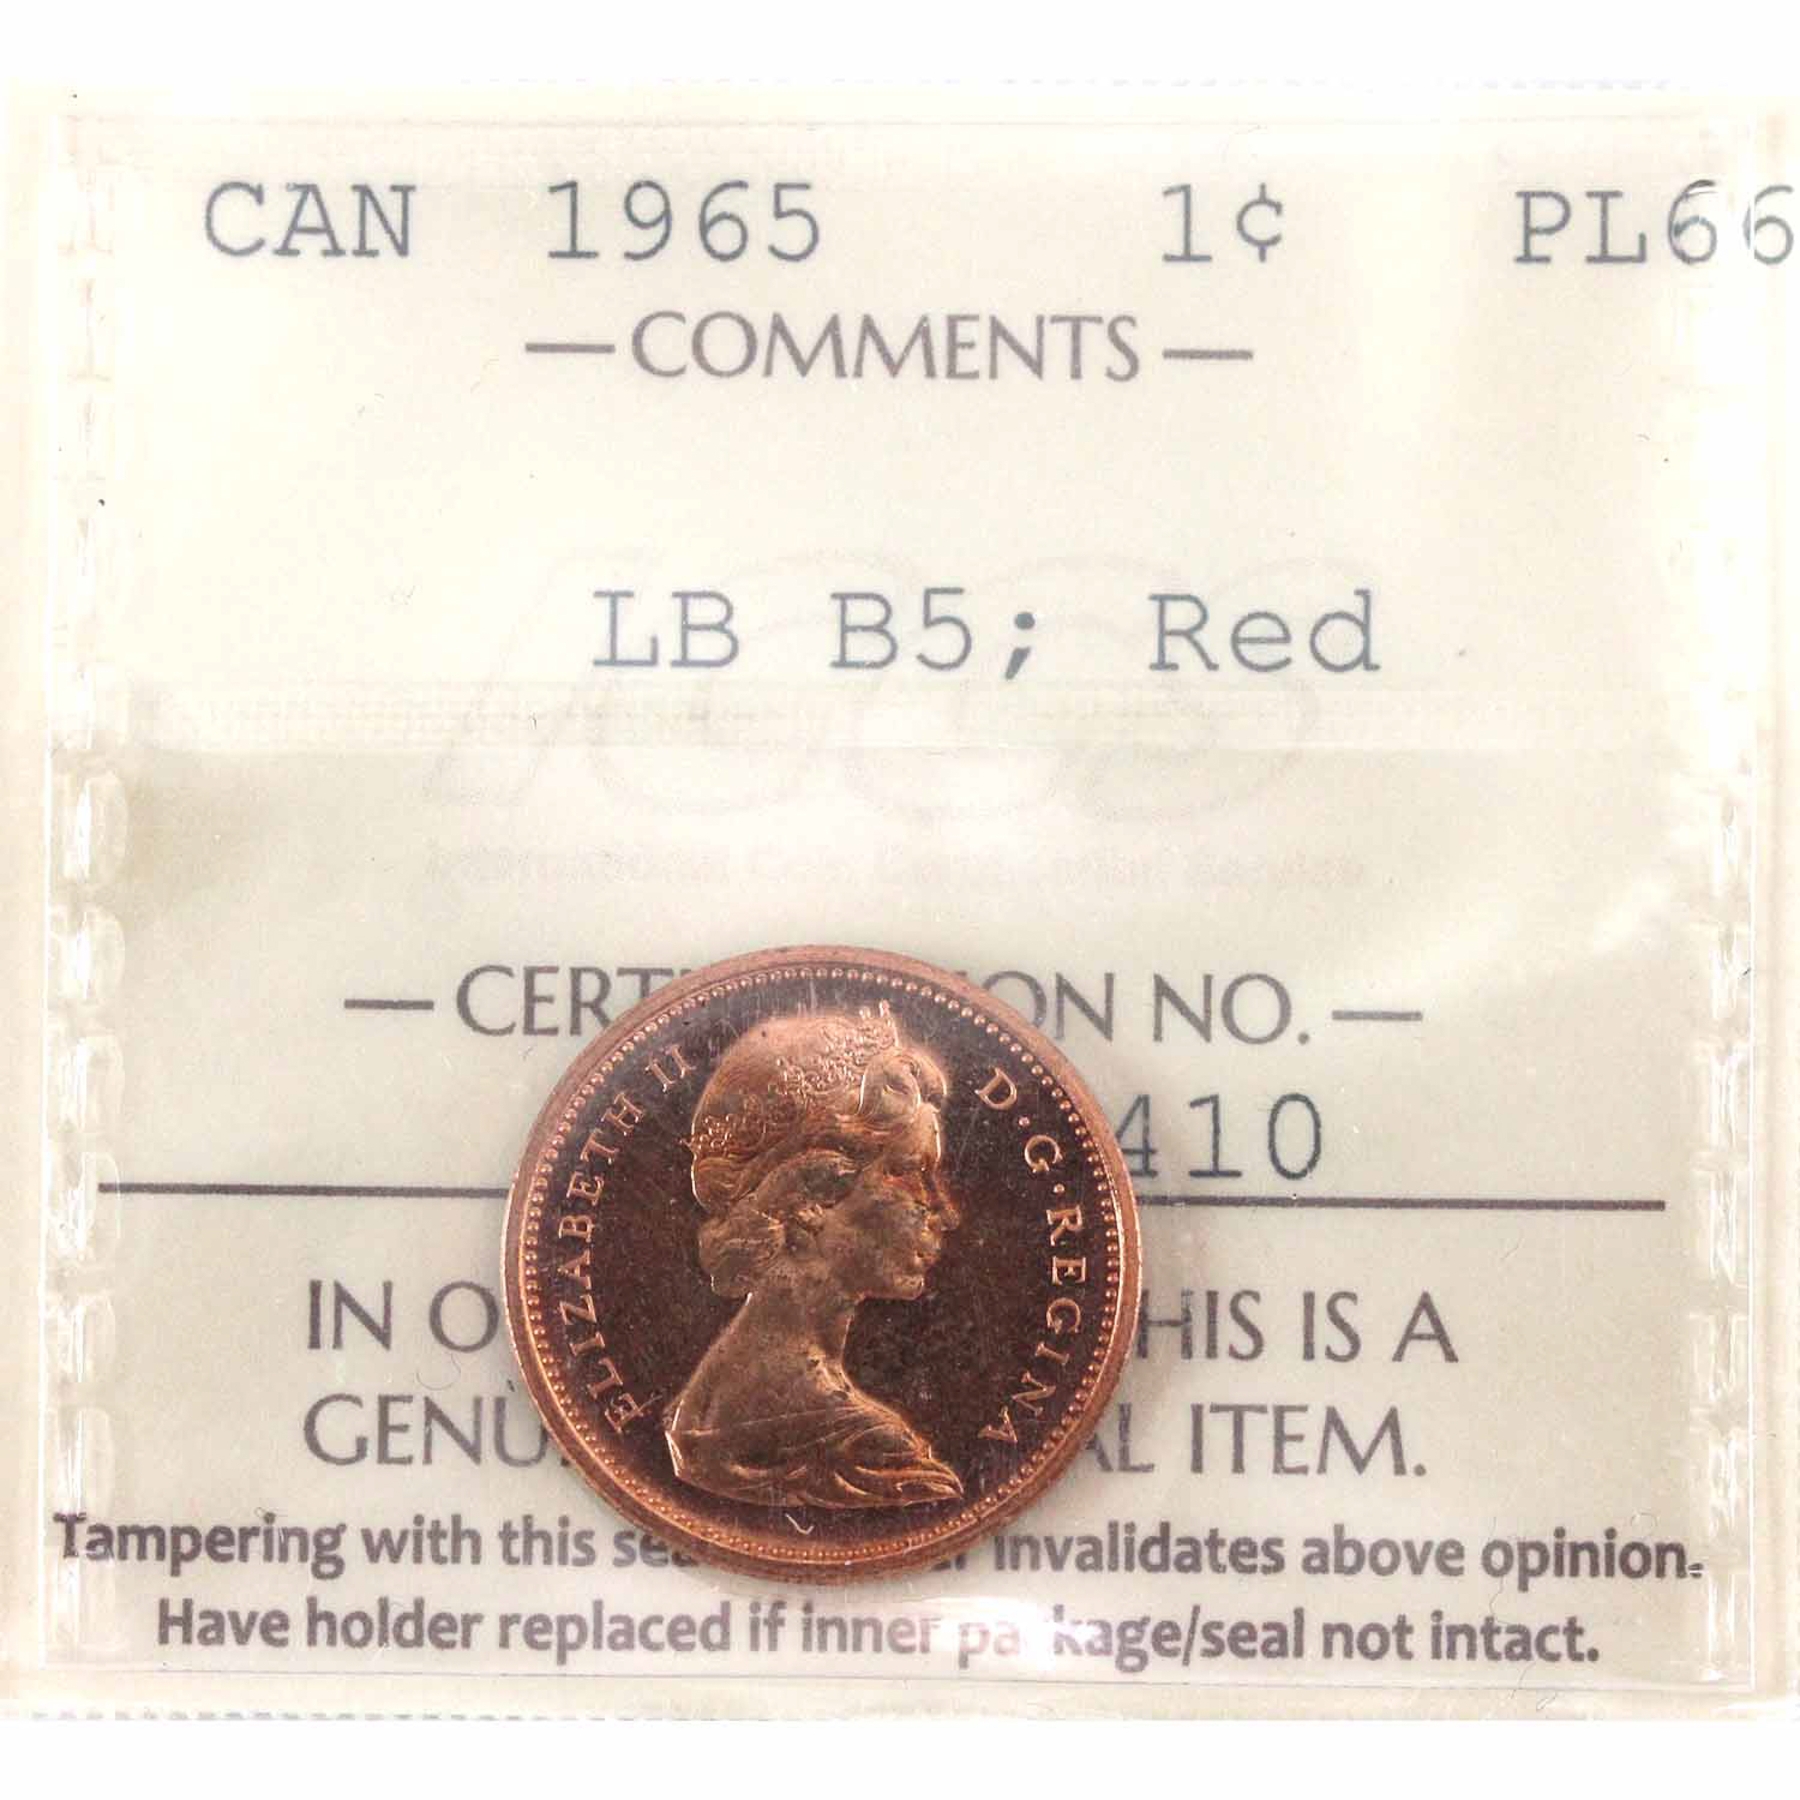 CAN 1965 1¢ PL66
— COMMENTS —
LB B5; Red
— CERT ON NO. —
410
IN O HIS IS A
GENU AL ITEM.
Tampering with this se invalidates above opinion.
Have holder replaced if inner pa kage/seal not intact.
ELIZABETH II D·G·REGINA